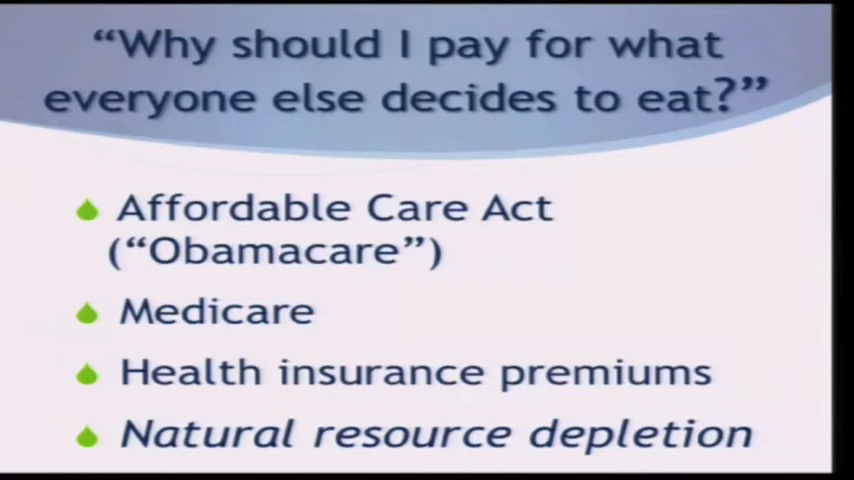 “Why should I pay for what
everyone else decides to eat?”
Affordable Care Act
(“Obamacare”)
Medicare
Health insurance premiums
Natural resource depletion